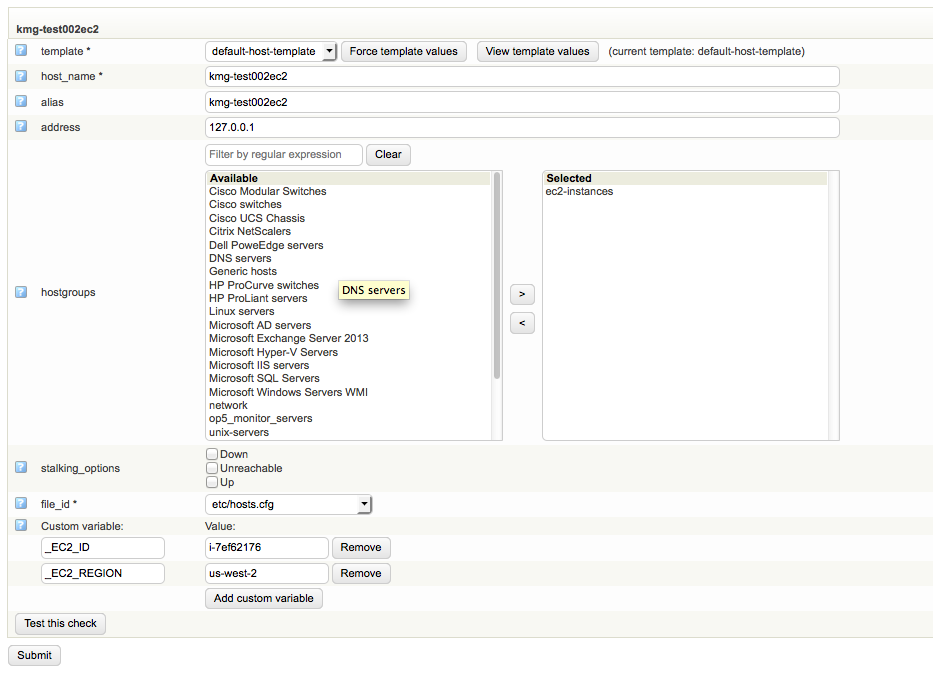 kmg-test002ec2
? template * default-host-template Force template values View template values (current template: default-host-template)
? host_name * kmg-test002ec2
? alias kmg-test002ec2
? address 127.0.0.1
Filter by regular expression Clear
Available Selected
Cisco Modular Switches ec2-instances
Cisco switches
Cisco UCS Chassis
Citrix NetScalers
Dell PoweEdge servers
DNS servers
Generic hosts
HP ProCurve switches DNS servers
? hostgroups > 
HP ProLiant servers
Linux servers
Microsoft AD servers <
Microsoft Exchange Server 2013
Microsoft Hyper-V Servers
Microsoft IIS servers
Microsoft SQL Servers
Microsoft Windows Servers WMI
network
op5_monitor_servers
unix-servers
Down
? stalking_options Unreachable
Up
? file_id * etc/hosts.cfg
? Custom variable: Value:
_EC2_ID i-7ef62176 Remove
_EC2_REGION us-west-2 Remove
Add custom variable
Test this check
Submit